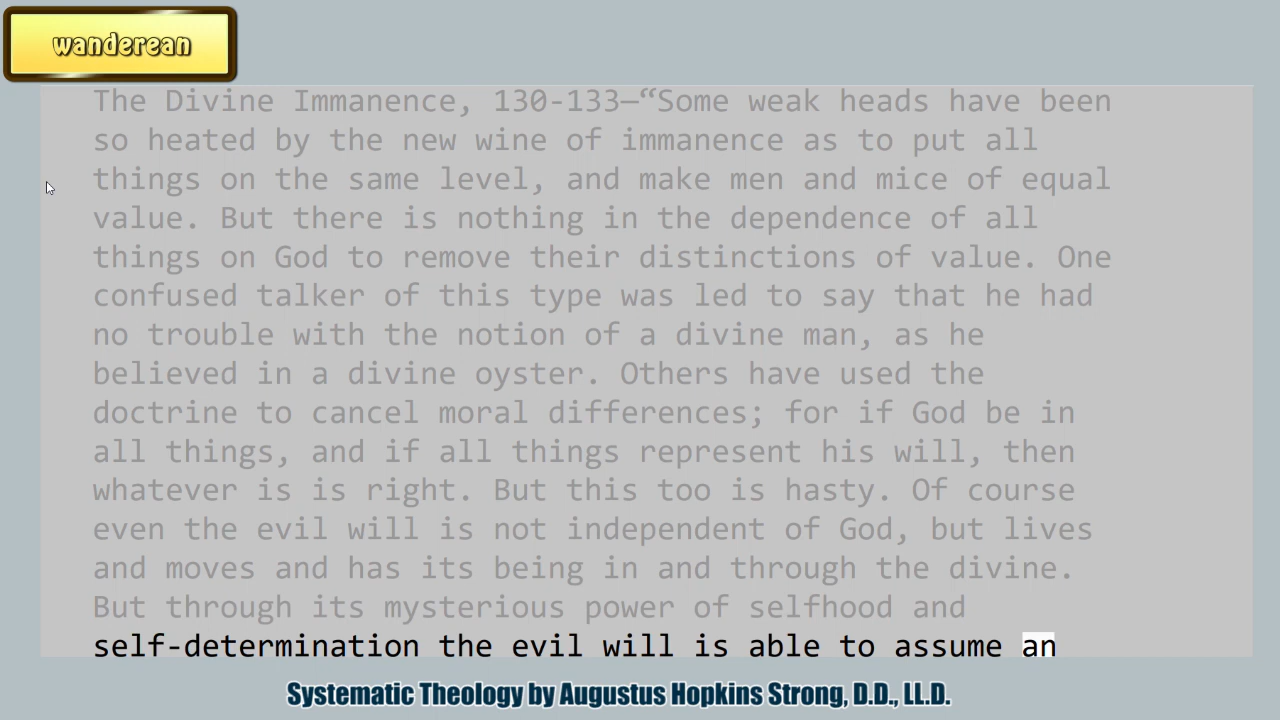 wanderean
The Divine Immanence, 130-133—“Some weak heads have been
so heated by the new wine of immanence as to put all
things on the same level, and make men and mice of equal
value. But there is nothing in the dependence of all
things on God to remove their distinctions of value. One
confused talker of this type was led to say that he had
no trouble with the notion of a divine man, as he
believed in a divine oyster. Others have used the
doctrine to cancel moral differences; for if God be in
all things, and if all things represent his will, then
whatever is is right. But this too is hasty. Of course
even the evil will is not independent of God, but lives
and moves and has its being in and through the divine.
But through its mysterious power of selfhood and
self-determination the evil will is able to assume an
Systematic Theology by Augustus Hopkins Strong, D.D., LL.D.